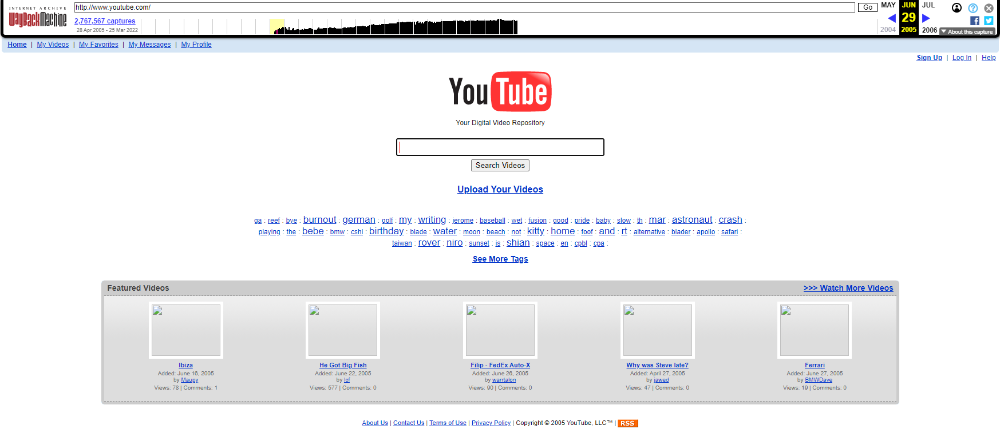 INTERNET ARCHIVE
WayBackMachine
http://www.youtube.com/
Go
2,767,567 captures
28 Apr 2005 - 25 Mar 2022
MAY JUN JUL
29
2004 2005 2006
About this capture
Home | My Videos | My Favorites | My Messages | My Profile
Sign Up | Log In | Help
YouTube
Your Digital Video Repository
Search Videos
Upload Your Videos
ga : reef : bye : burnout : german : golf : my : writing : jerome : baseball : wet : fusion : good : pride : baby : slow : th : mar : astronaut : crash :
playing : the : bebe : bmw : cshl : birthday : blade : water : moon : beach : not : kitty : home : foof : and : rt : alternative : blader : apollo : safari :
taiwan : rover : niro : sunset : is : shian : space : en : cpbl : cpa :
See More Tags
Featured Videos
>>> Watch More Videos
Ibiza
Added: June 16, 2005
by Maupy
Views: 78 | Comments: 1
He Got Big Fish
Added: June 22, 2005
by lcf
Views: 577 | Comments: 0
Filip - FedEx Auto-X
Added: June 26, 2005
by warrtalon
Views: 90 | Comments: 0
Why was Steve late?
Added: April 27, 2005
by jawed
Views: 47 | Comments: 0
Ferrari
Added: June 27, 2005
by BMWDave
Views: 19 | Comments: 0
About Us | Contact Us | Terms of Use | Privacy Policy | Copyright © 2005 YouTube, LLC™ | RSS